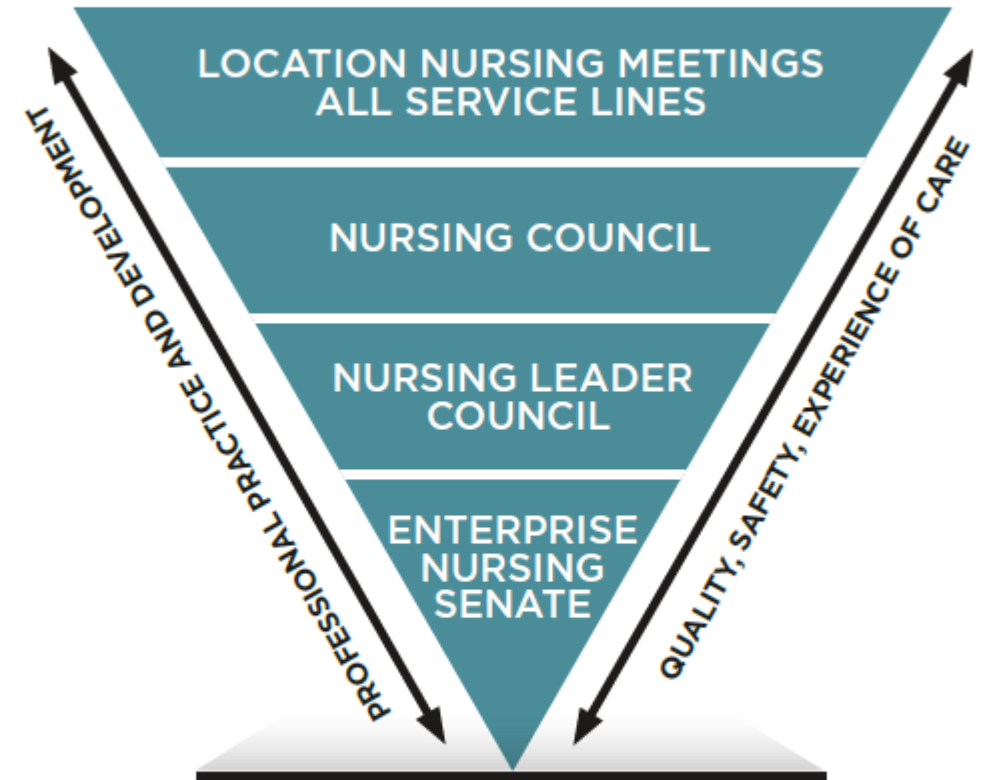 LOCATION NURSING MEETINGS
ALL SERVICE LINES
NURSING COUNCIL
NURSING LEADER
COUNCIL
ENTERPRISE
NURSING
SENATE
PROFESSIONAL PRACTICE AND DEVELOPMENT
QUALITY, SAFETY, EXPERIENCE OF CARE